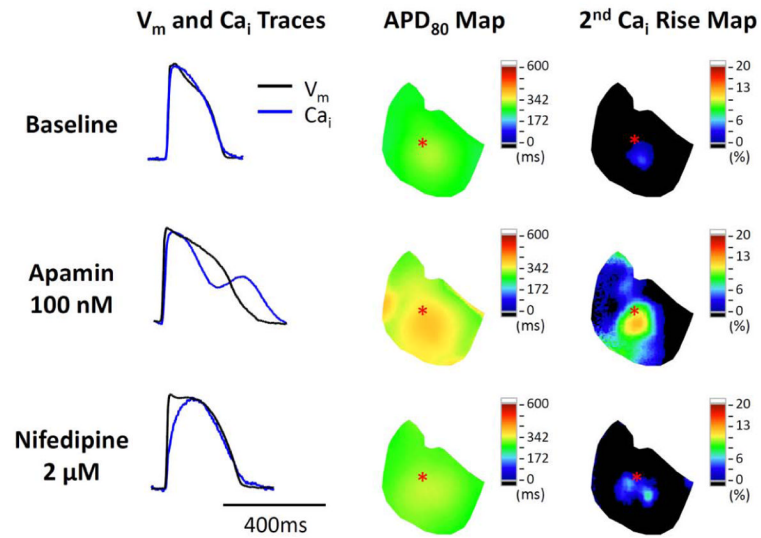 Vm and Cai Traces
APD80 Map
2nd Cai Rise Map
Baseline
Vm
Cai
600
342
172
0
(ms)
*
20
13
6
0
(%)
*
Apamin
100 nM
600
342
172
0
(ms)
*
20
13
6
0
(%)
*
Nifedipine
2 µM
400ms
600
342
172
0
(ms)
*
20
13
6
0
(%)
*